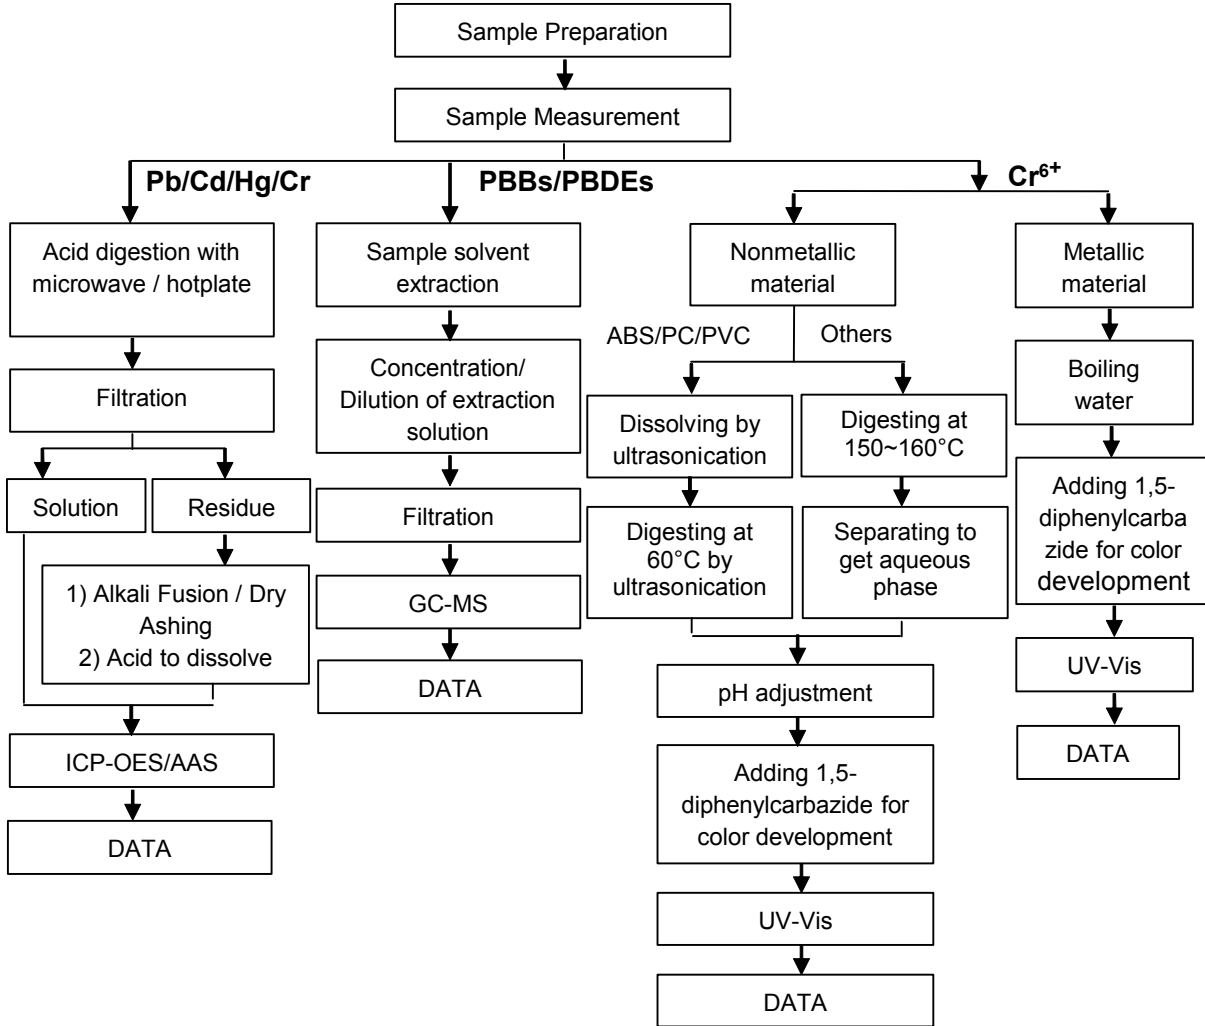 Sample Preparation
Sample Measurement
Pb/Cd/Hg/Cr
PBBs/PBDEs
Cr⁶⁺
Acid digestion with
microwave / hotplate
Filtration
Solution
Residue
1) Alkali Fusion / Dry
Ashing
2) Acid to dissolve
ICP-OES/AAS
DATA
Sample solvent
extraction
Concentration/
Dilution of extraction
solution
Filtration
GC-MS
DATA
Nonmetallic
material
ABS/PC/PVC
Others
Dissolving by
ultrasonication
Digesting at
60°C by
ultrasonication
Digesting at
150~160°C
Separating to
get aqueous
phase
pH adjustment
Adding 1,5-
diphenylcarbazide for
color development
UV-Vis
DATA
Metallic
material
Boiling
water
Adding 1,5-
diphenylcarba
zide for color
development
UV-Vis
DATA